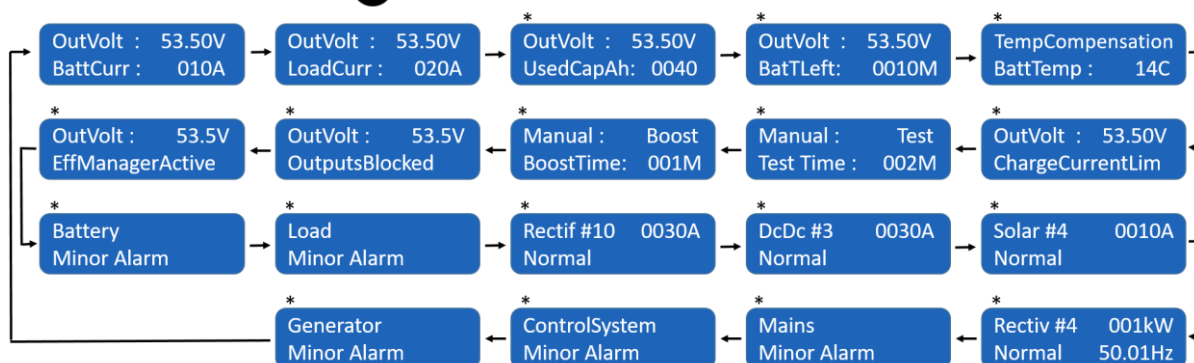 * * *
OutVolt : 53.50V OutVolt : 53.50V OutVolt : 53.50V OutVolt : 53.50V TempCompensation
BattCurr : 010A LoadCurr : 020A UsedCapAh: 0040 BatTLeft: 0010M BattTemp : 14C
* * * * *
OutVolt : 53.5V OutVolt : 53.5V Manual : Boost Manual : Test OutVolt : 53.50V
EffManagerActive OutputsBlocked BoostTime: 001M Test Time : 002M ChargeCurrentLim
* * * * *
Battery Load Rectif #10 0030A DcDc #3 0030A Solar #4 0010A
Minor Alarm Minor Alarm Normal Normal Normal
* * * *
Generator ControlSystem Mains Rectiv #4 001kW
Minor Alarm Minor Alarm Minor Alarm Normal 50.01Hz